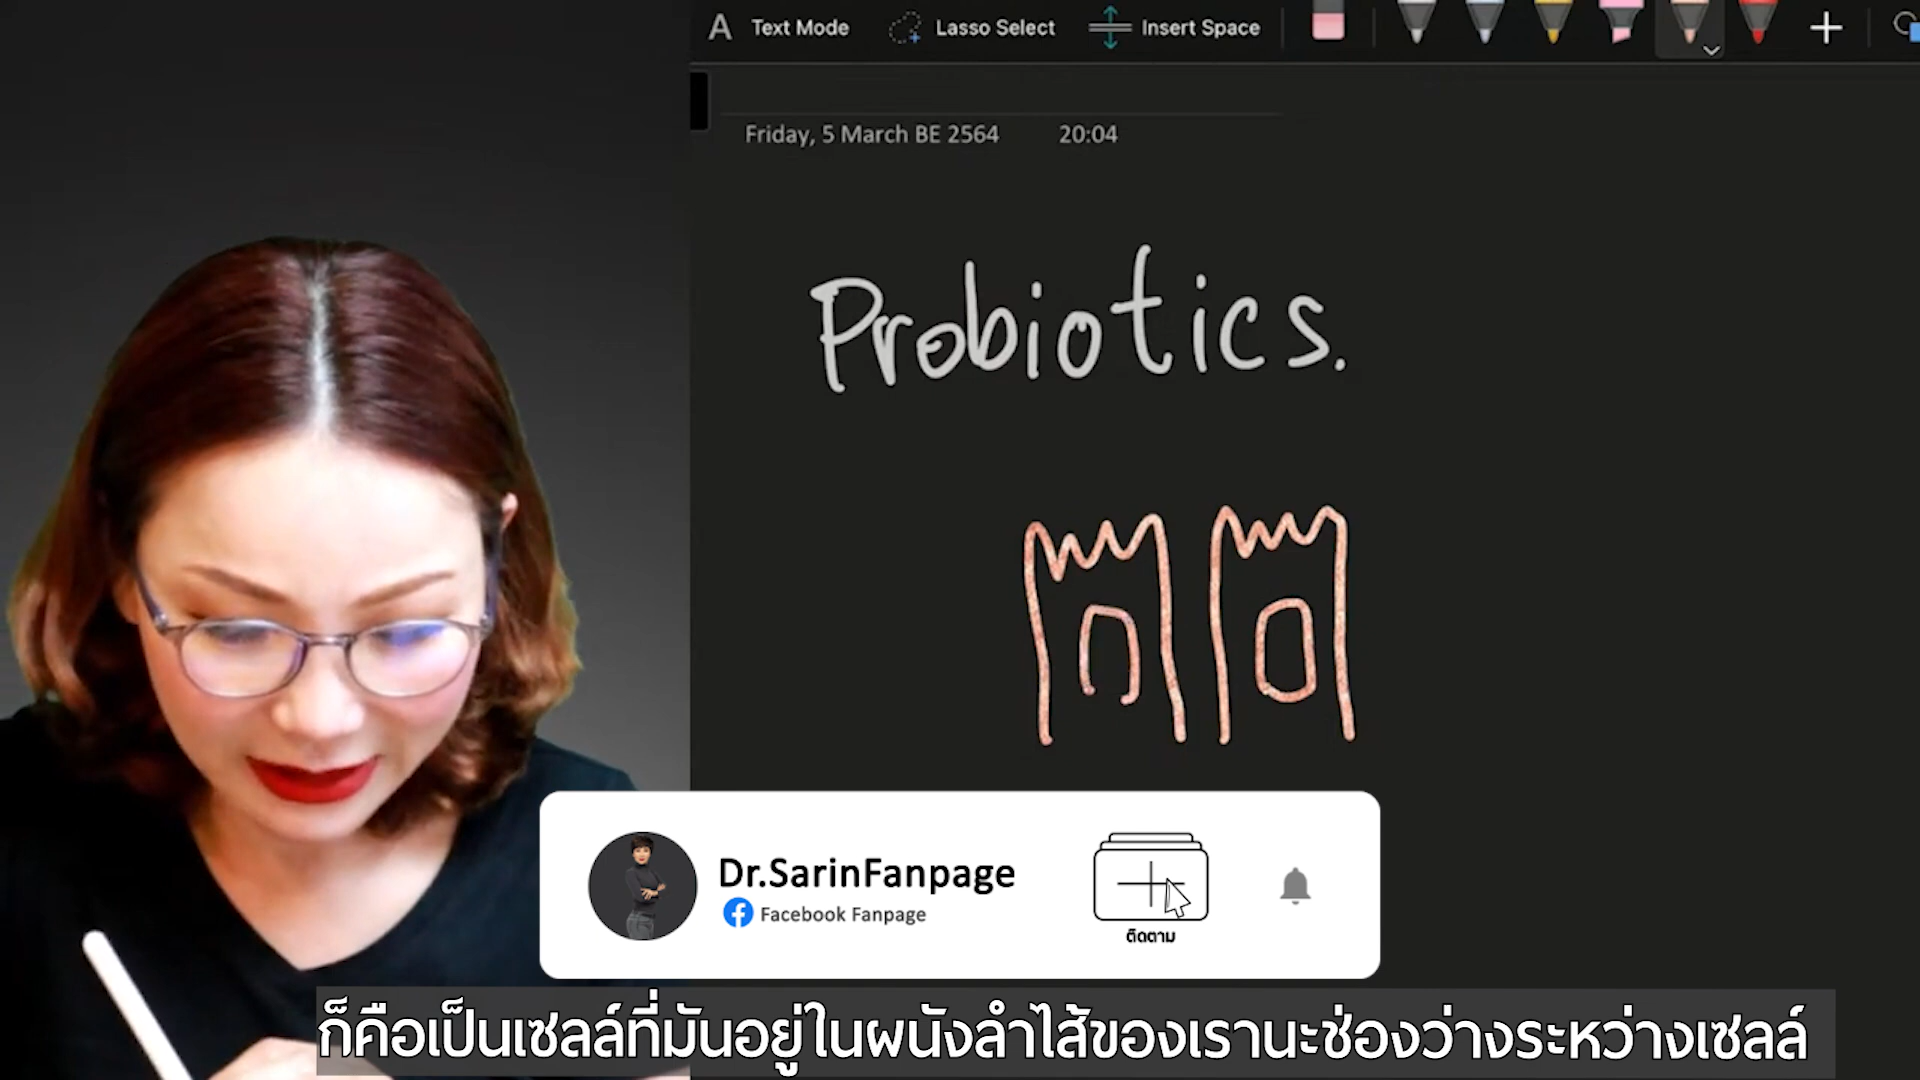 Text Mode
Lasso Select
Insert Space
Friday, 5 March BE 2564 20:04
Probiotics.
Dr.SarinFanpage
Facebook Fanpage
ติดตาม
ก็คือเป็นเซลล์ที่มันอยู่ในผนังลำไส้ของเรานะช่องว่างระหว่างเซลล์